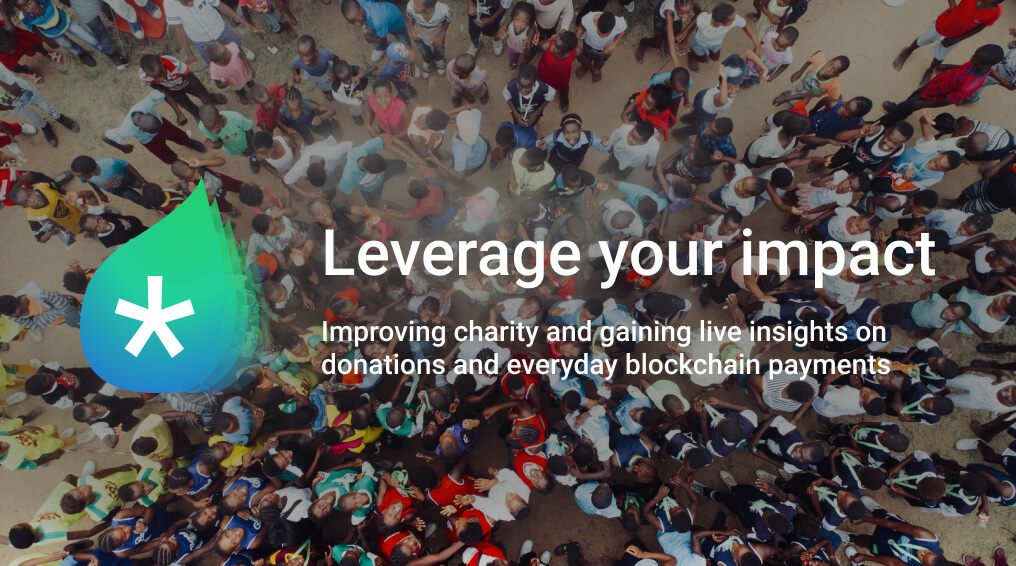 *
Leverage your impact
Improving charity and gaining live insights on
donations and everyday blockchain payments